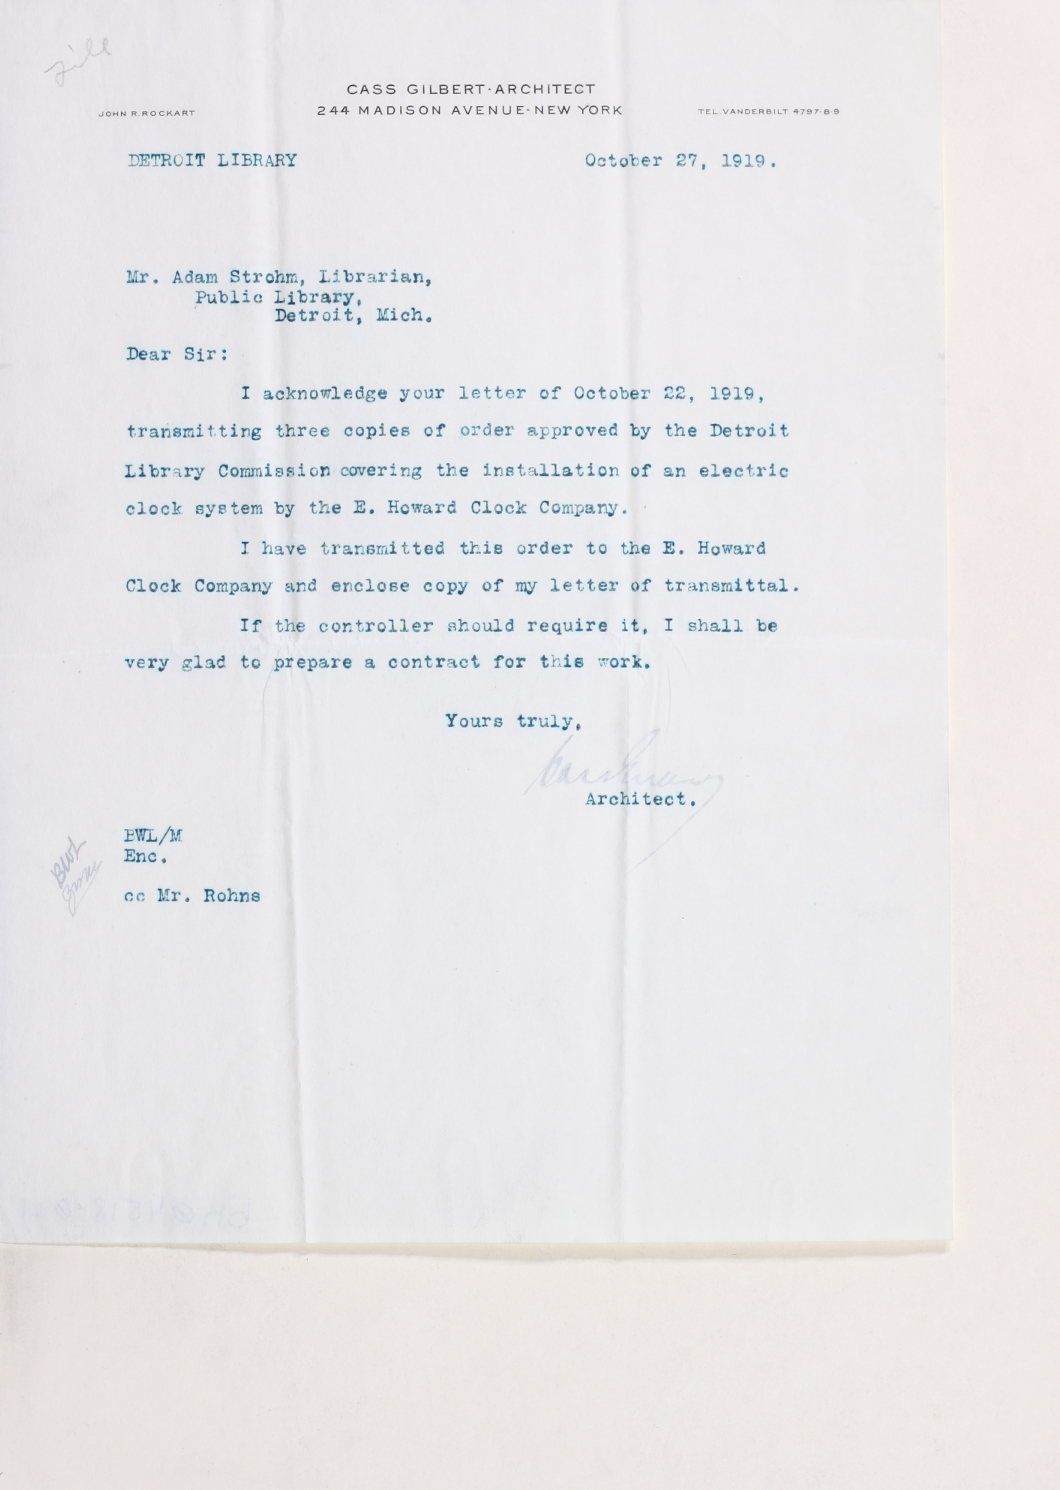 file
CASS GILBERT·ARCHITECT
JOHN R. ROCKART 244 MADISON AVENUE·NEW YORK TEL. VANDERBILT 4797·8·9
DETROIT LIBRARY October 27, 1919.
Mr. Adam Strohm, Librarian,
Public Library,
Detroit, Mich.
Dear Sir:
I acknowledge your letter of October 22, 1919,
transmitting three copies of order approved by the Detroit
Library Commission covering the installation of an electric
clock system by the E. Howard Clock Company.
I have transmitted this order to the E. Howard
Clock Company and enclose copy of my letter of transmittal.
If the controller should require it, I shall be
very glad to prepare a contract for this work.
Yours truly,
Cass Gilbert
Architect.
BWL/M
Enc.
BWL
cc Mr. Rohns